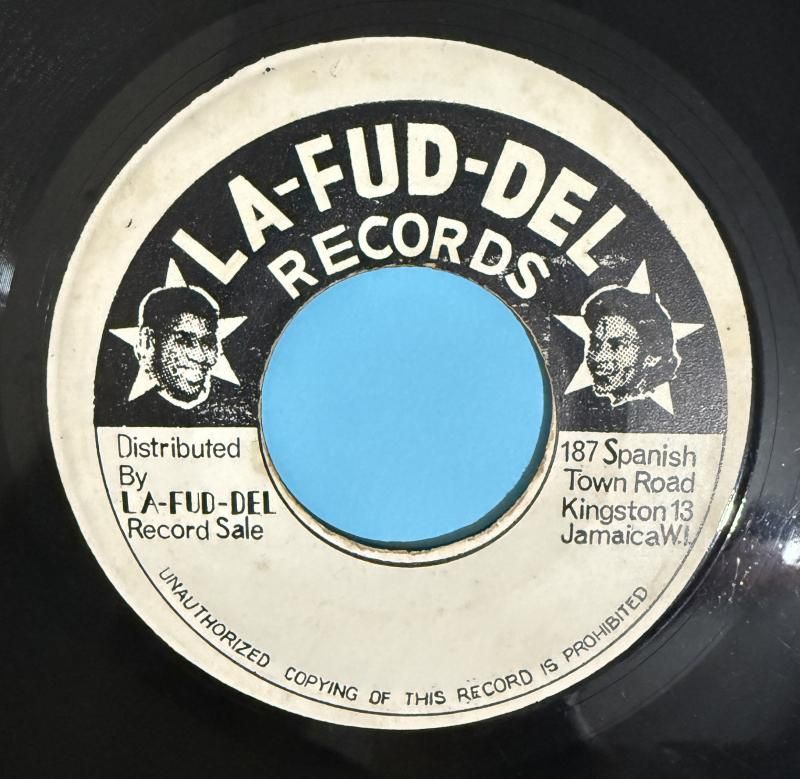 LA-FUD-DEL
RECORDS
Distributed
By
LA-FUD-DEL
Record Sale
187 Spanish
Town Road
Kingston 13
Jamaica W.I.
UNAUTHORIZED COPYING OF THIS RECORD IS PROHIBITED